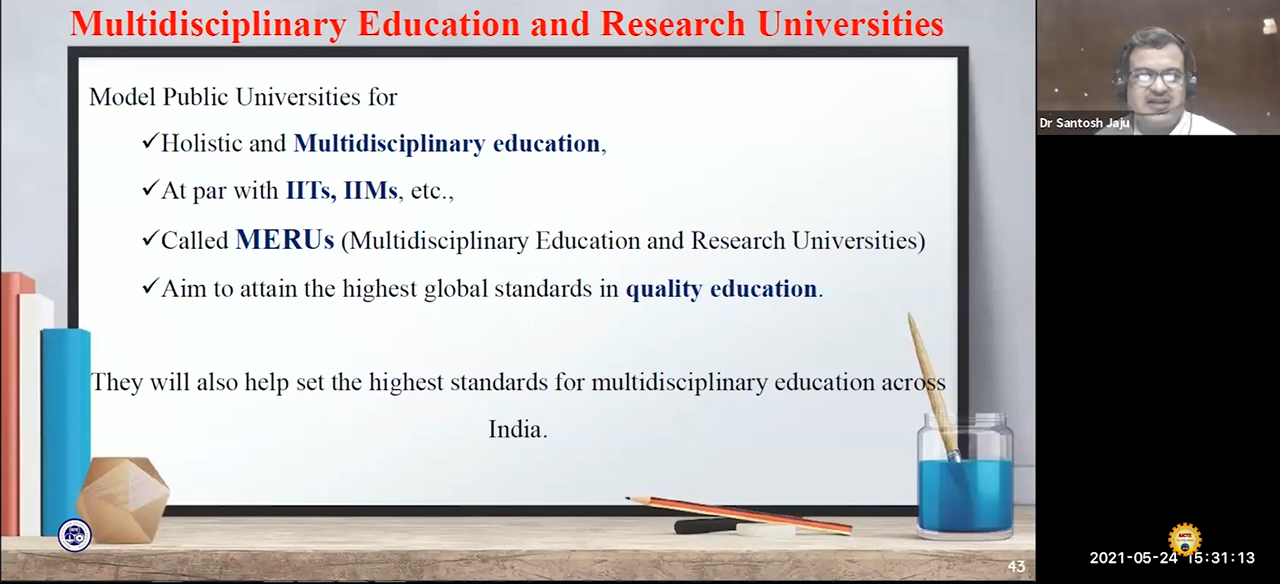 Multidisciplinary Education and Research Universities
Model Public Universities for
✓Holistic and Multidisciplinary education,
✓At par with IITs, IIMs, etc.,
✓Called MERUs (Multidisciplinary Education and Research Universities)
✓Aim to attain the highest global standards in quality education.
They will also help set the highest standards for multidisciplinary education across
India.
43
Dr Santosh Jaju
AICTE
2021-05-24 15:31:13